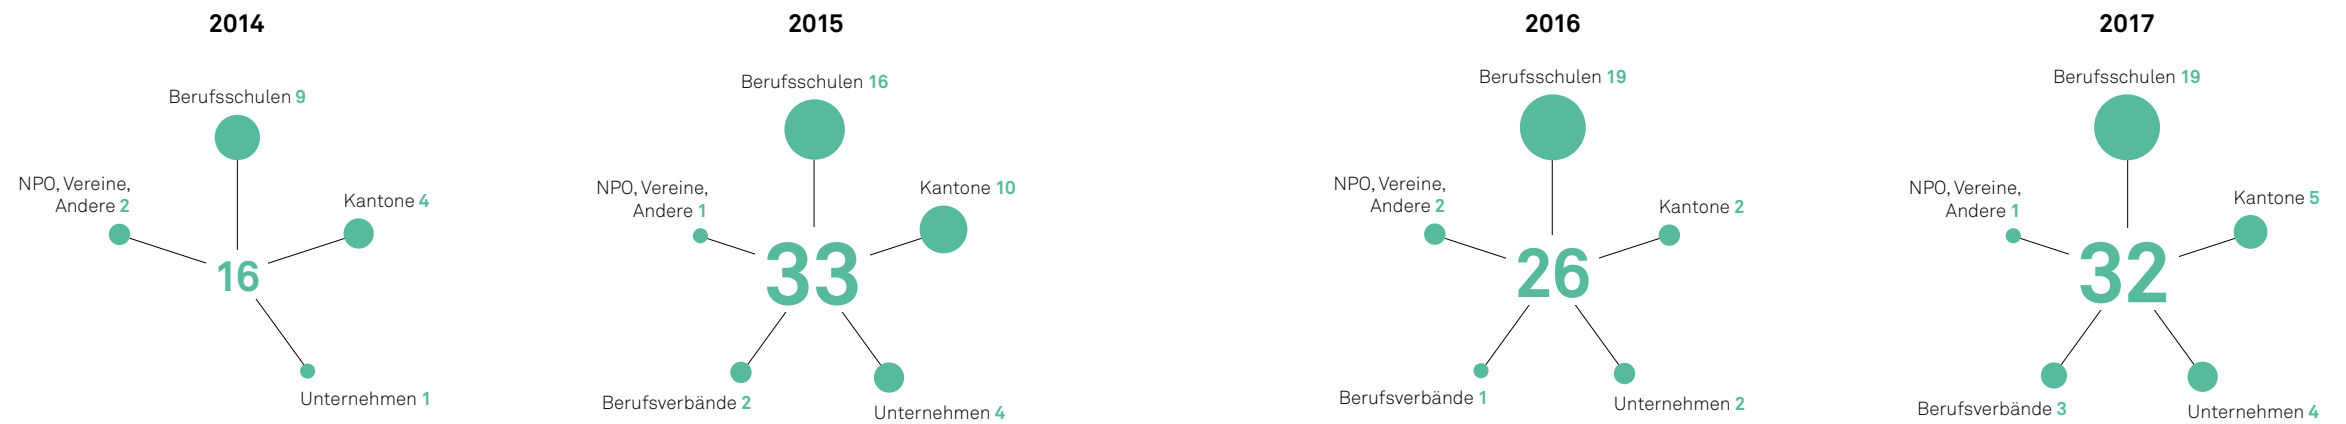 2014
Berufsschulen 9
NPO, Vereine,
Andere 2
Kantone 4
16
Unternehmen 1
2015
Berufsschulen 16
NPO, Vereine,
Andere 1
Kantone 10
33
Berufsverbände 2
Unternehmen 4
2016
Berufsschulen 19
NPO, Vereine,
Andere 2
Kantone 2
26
Berufsverbände 1
Unternehmen 2
2017
Berufsschulen 19
NPO, Vereine,
Andere 1
Kantone 5
32
Berufsverbände 3
Unternehmen 4